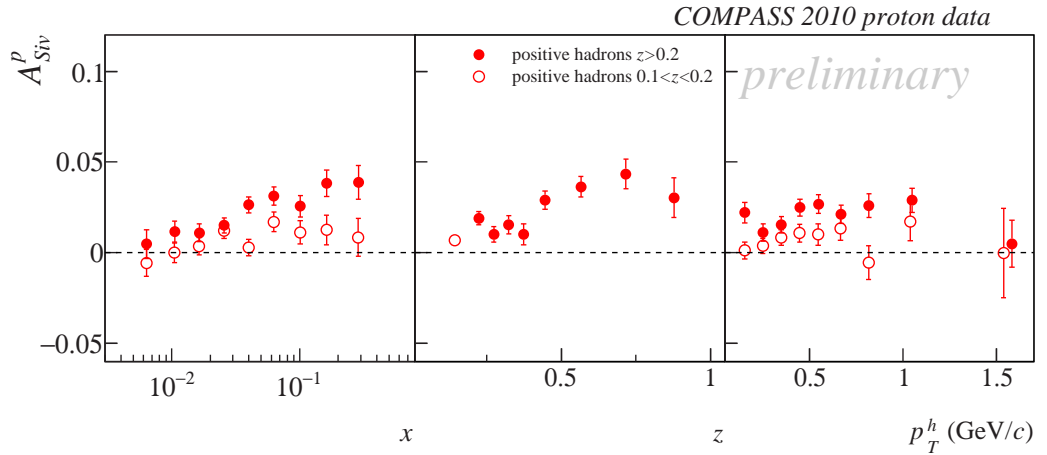 COMPASS 2010 proton data
A^p_Siv
positive hadrons z>0.2
positive hadrons 0.1<z<0.2
preliminary
0.1
0.05
0
−0.05
10⁻² 10⁻¹
0.5 1
0.5 1 1.5
x
z
p_T^h (GeV/c)